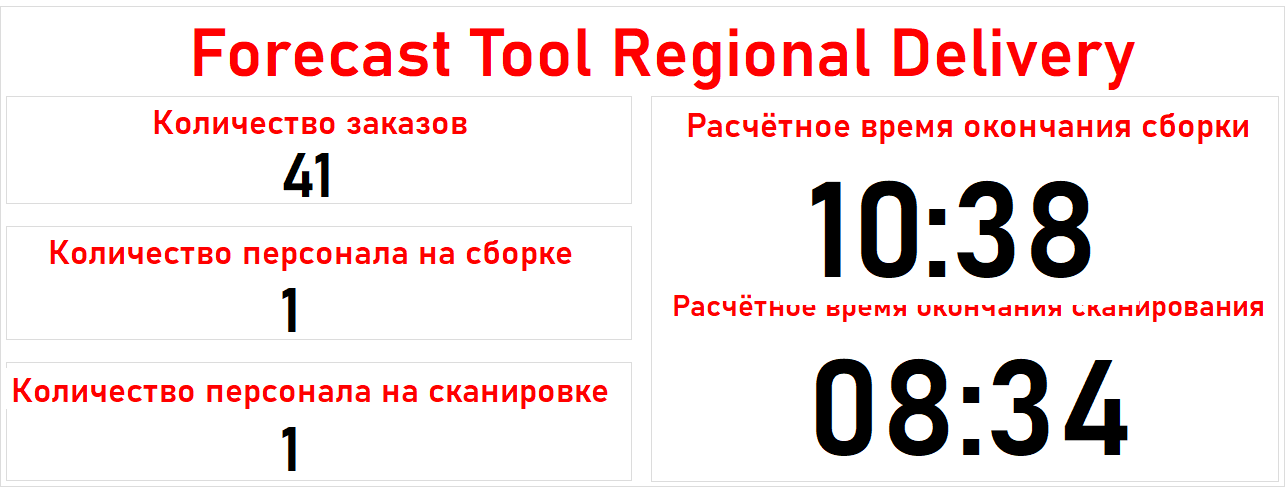 Forecast Tool Regional Delivery
Количество заказов
41
Количество персонала на сборке
1
Количество персонала на сканировке
1
Расчётное время окончания сборки
10:38
Расчётное время окончания сканирования
08:34